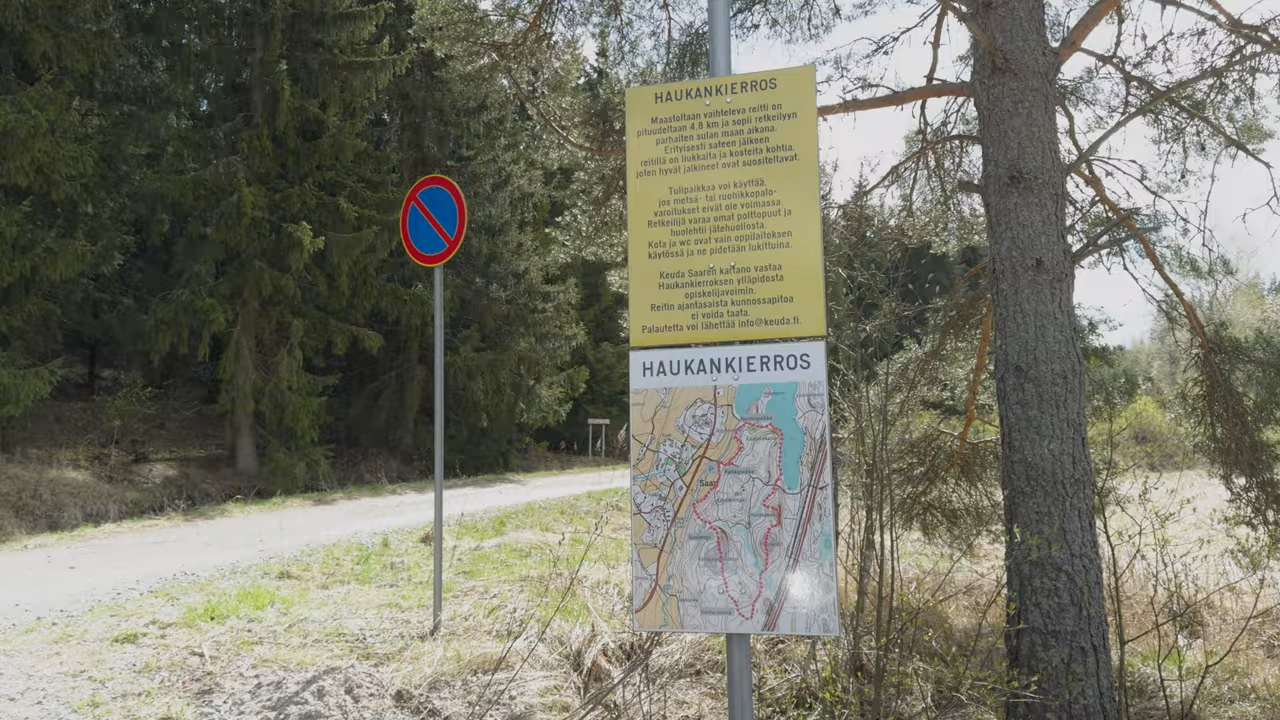 HAUKANKIERROS
Maastoltaan vaihteleva reitti on
pituudeltaan 4,8 km ja sopii retkeilyyn
parhaiten sulan maan aikana.
Erityisesti sateen jälkeen
reitillä on liukkaita ja kosteita kohtia,
joten hyvät jalkineet ovat suositeltavat.
Tulipaikkaa voi käyttää,
jos metsä- tai ruohikkopalo-
varoitukset eivät ole voimassa.
Retkeilijä varaa omat polttopuut ja
huolehtii jätehuollosta.
Kota ja wc ovat vain oppilaitoksen
käytössä ja ne pidetään lukittuina.
Keuda Saaren kartano vastaa
Haukankierroksen ylläpidosta
opiskelijavoimin.
Reitin ajantasaista kunnossapitoa
ei voida taata.
Palautetta voi lähettää info@keuda.fi.
HAUKANKIERROS